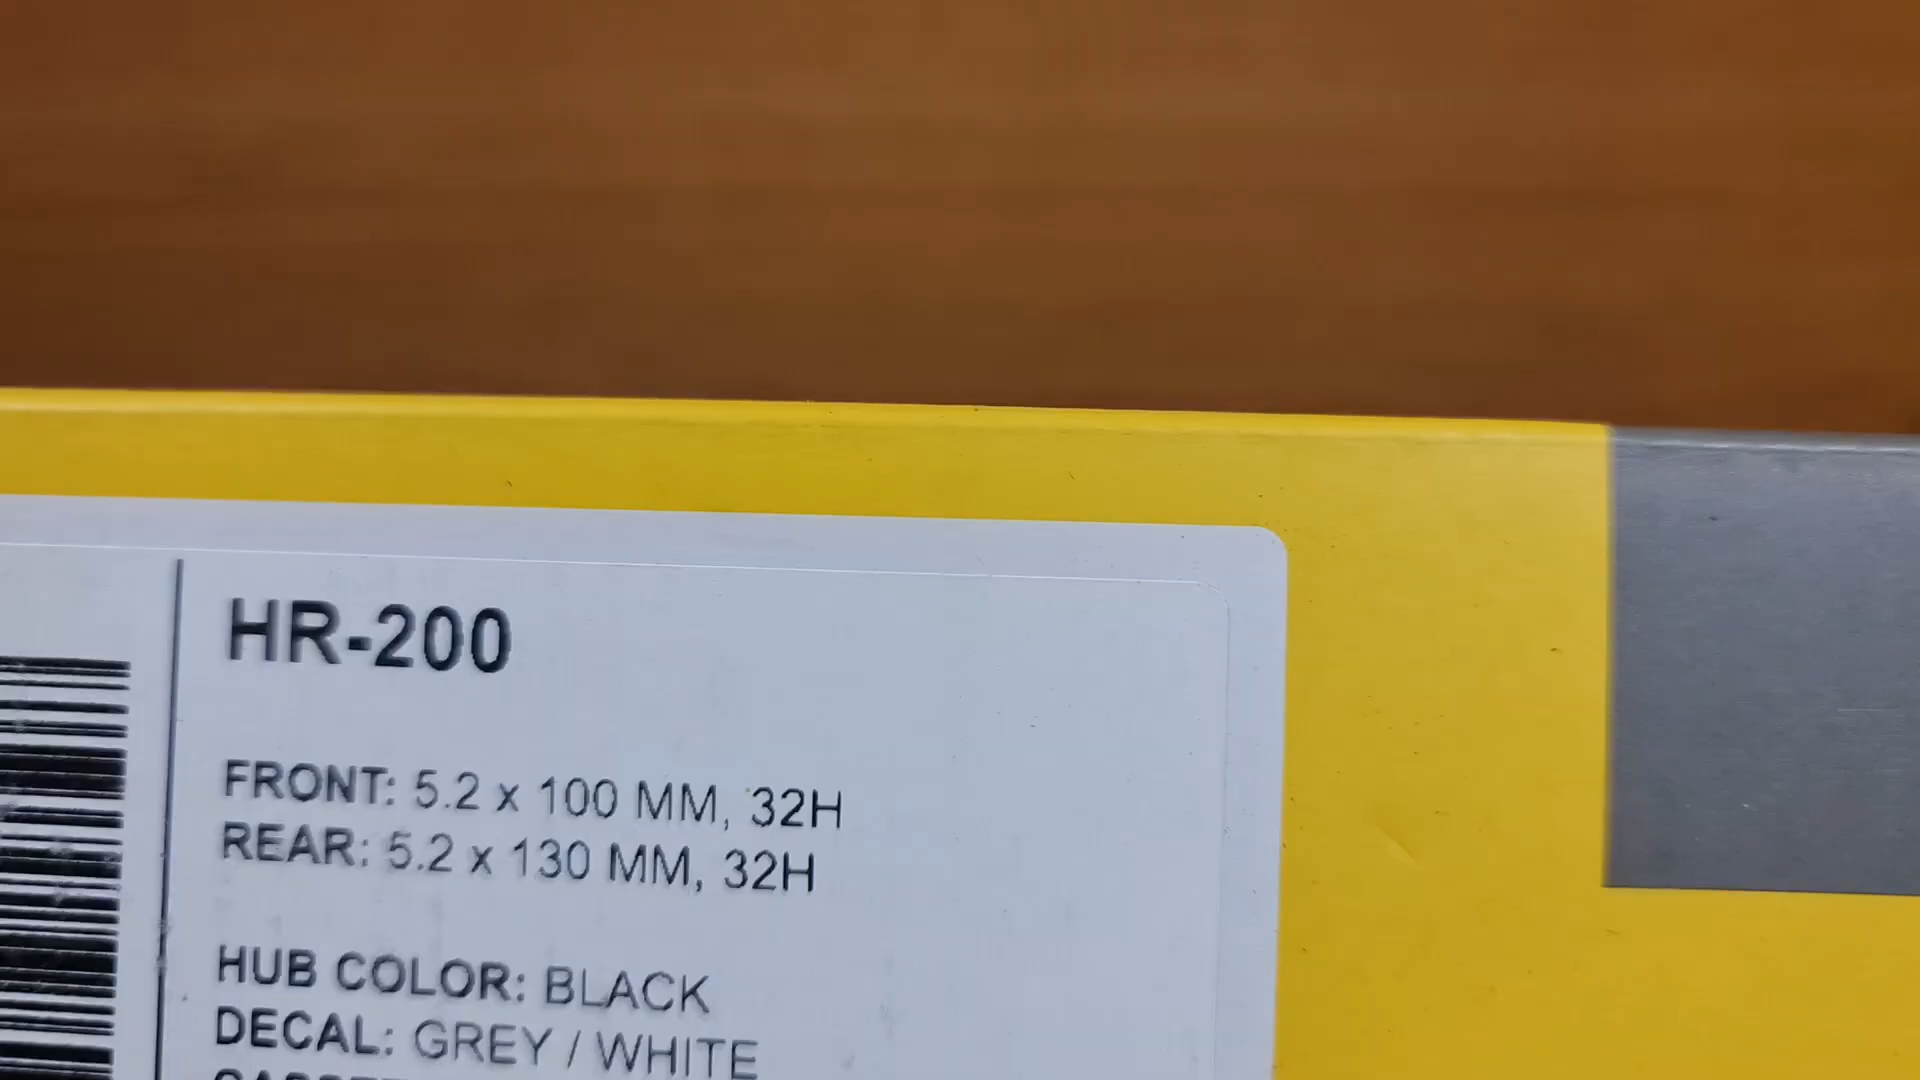 HR-200
FRONT: 5.2 x 100 MM, 32H
REAR: 5.2 x 130 MM, 32H
HUB COLOR: BLACK
DECAL: GREY / WHITE